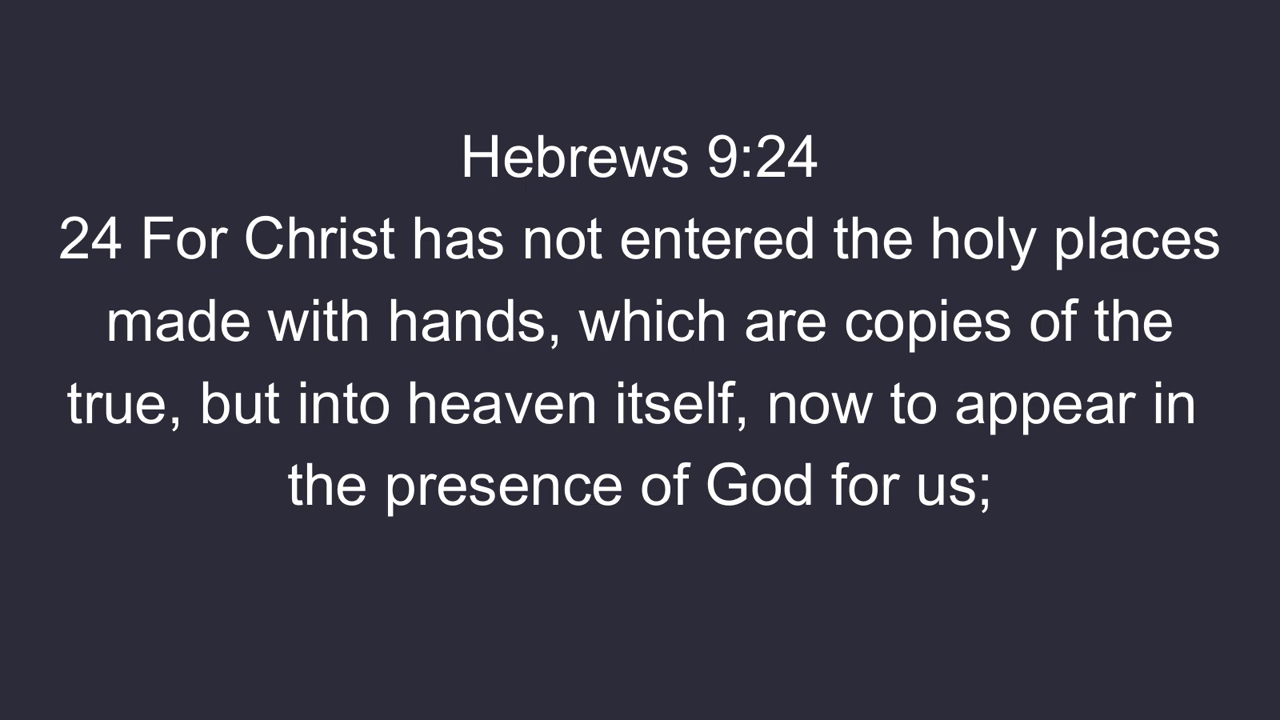 Hebrews 9:24
24 For Christ has not entered the holy places
made with hands, which are copies of the
true, but into heaven itself, now to appear in
the presence of God for us;